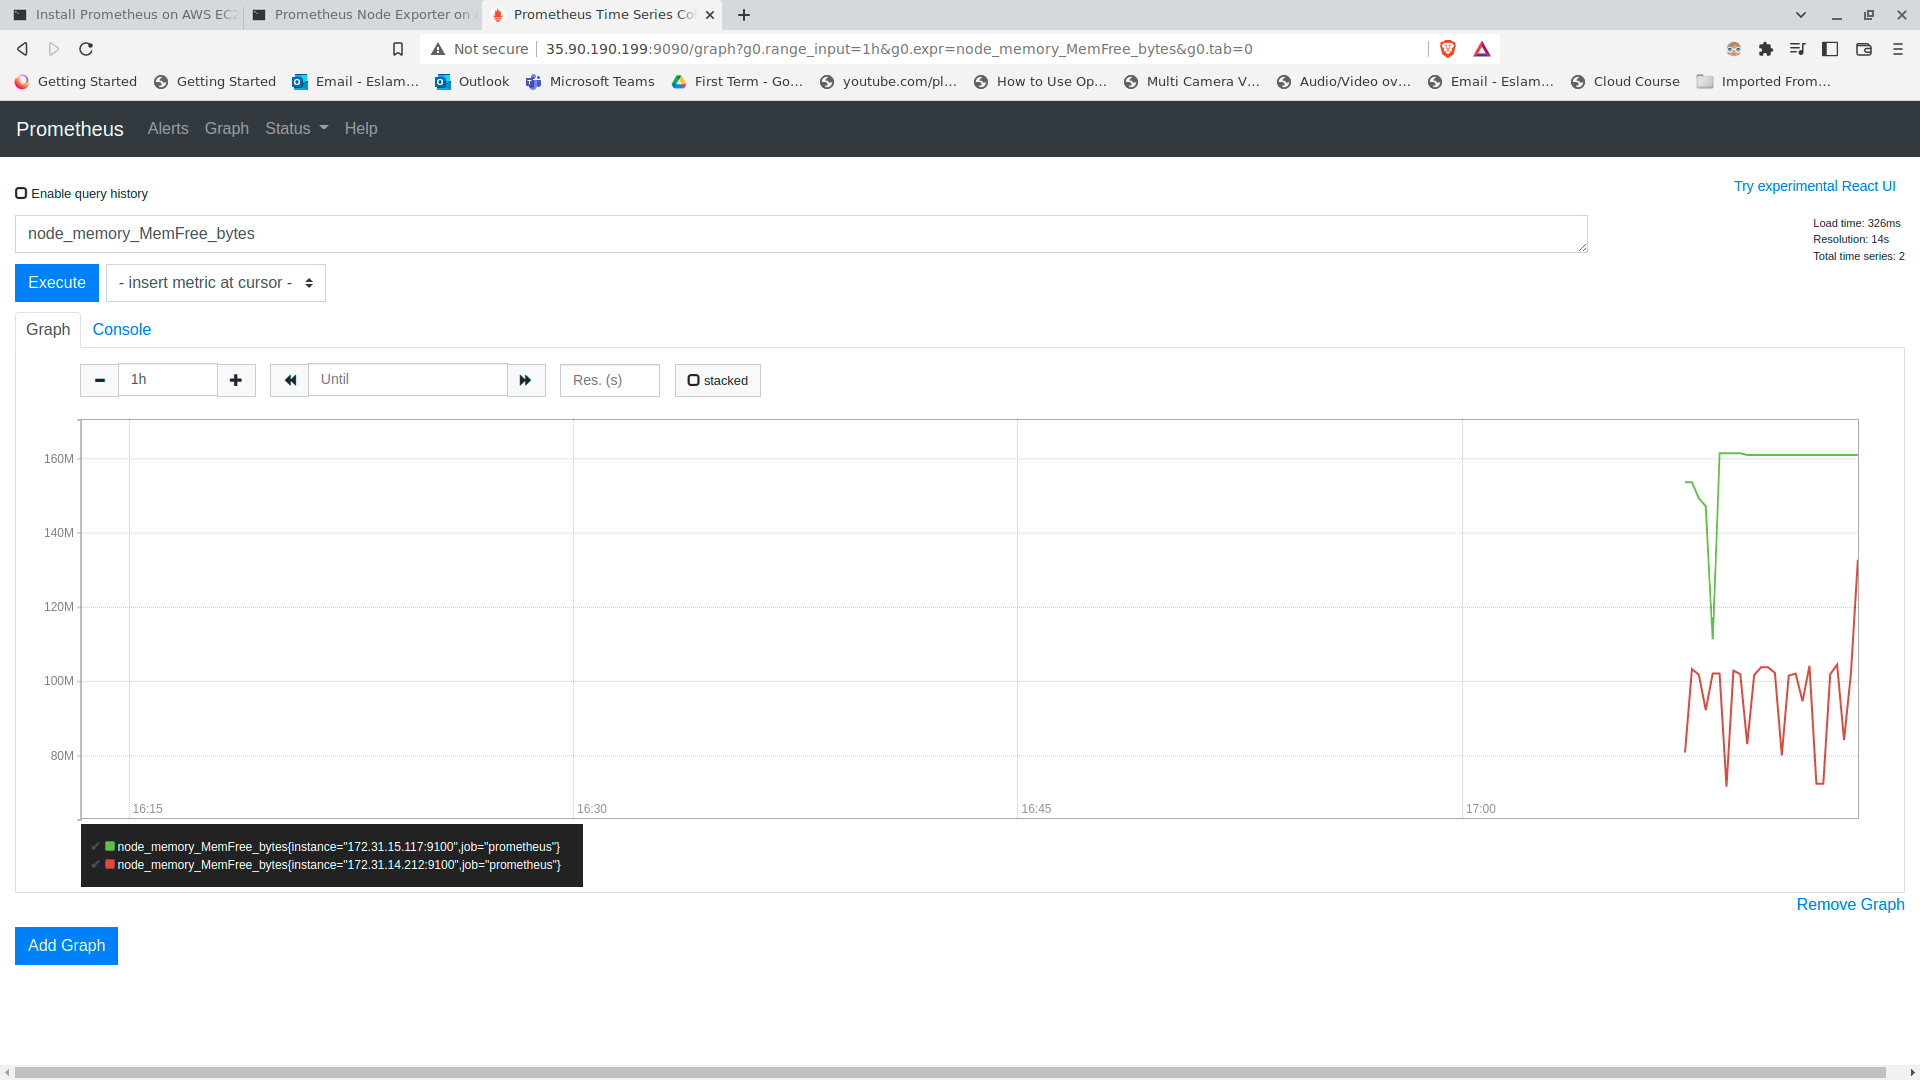 Install Prometheus on AWS EC2
Prometheus Node Exporter on
Prometheus Time Series Col
Not secure
35.90.190.199:9090/graph?g0.range_input=1h&g0.expr=node_memory_MemFree_bytes&g0.tab=0
Getting Started
Getting Started
Email - Eslam…
Outlook
Microsoft Teams
First Term - Go…
youtube.com/pl…
How to Use Op…
Multi Camera V…
Audio/Video ov…
Email - Eslam…
Cloud Course
Imported From…
Prometheus Alerts Graph Status Help
Enable query history
Try experimental React UI
node_memory_MemFree_bytes
Load time: 326ms
Resolution: 14s
Total time series: 2
Execute
- insert metric at cursor -
Graph Console
1h
Until
Res. (s)
stacked
160M
140M
120M
100M
80M
16:15
16:30
16:45
17:00
node_memory_MemFree_bytes{instance="172.31.15.117:9100",job="prometheus"}
node_memory_MemFree_bytes{instance="172.31.14.212:9100",job="prometheus"}
Remove Graph
Add Graph